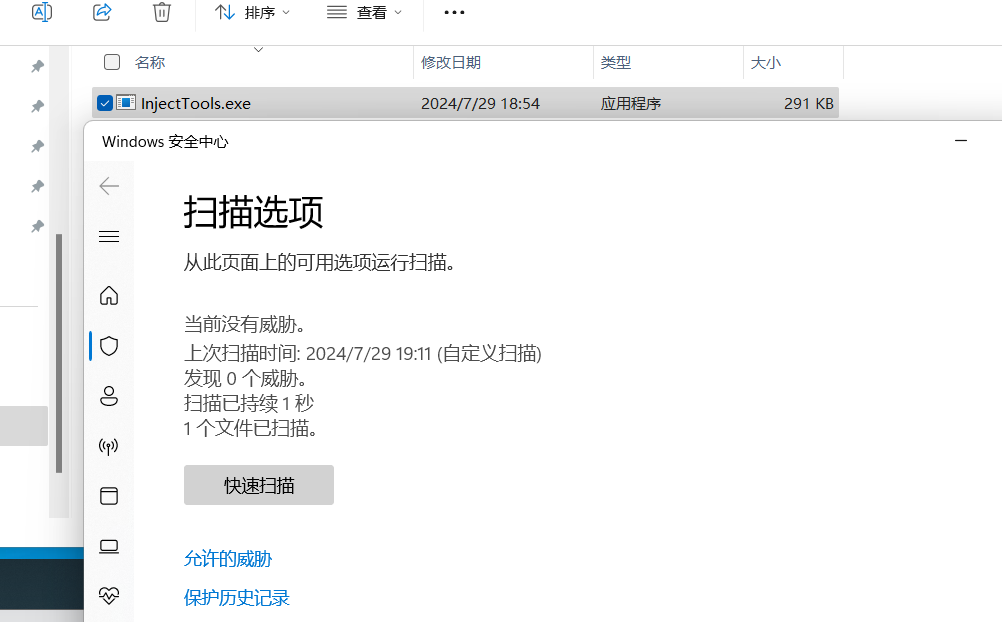 排序 查看
名称 修改日期 类型 大小
InjectTools.exe 2024/7/29 18:54 应用程序 291 KB
Windows 安全中心
扫描选项
从此页面上的可用选项运行扫描。
当前没有威胁。
上次扫描时间: 2024/7/29 19:11 (自定义扫描)
发现 0 个威胁。
扫描已持续 1 秒
1 个文件已扫描。
快速扫描
允许的威胁
保护历史记录